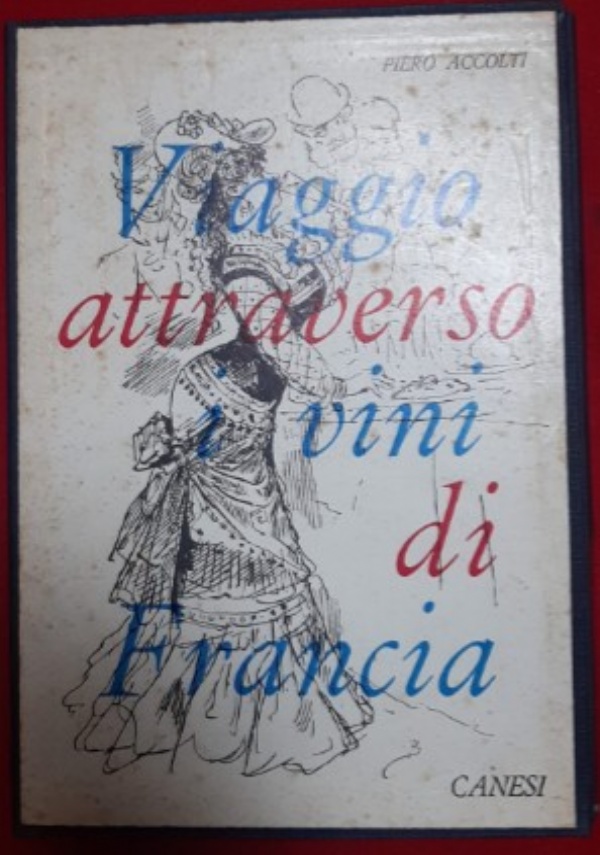 PIERO ACCOLTI
Viaggio
attraverso
i vini
di
Francia
CANESI